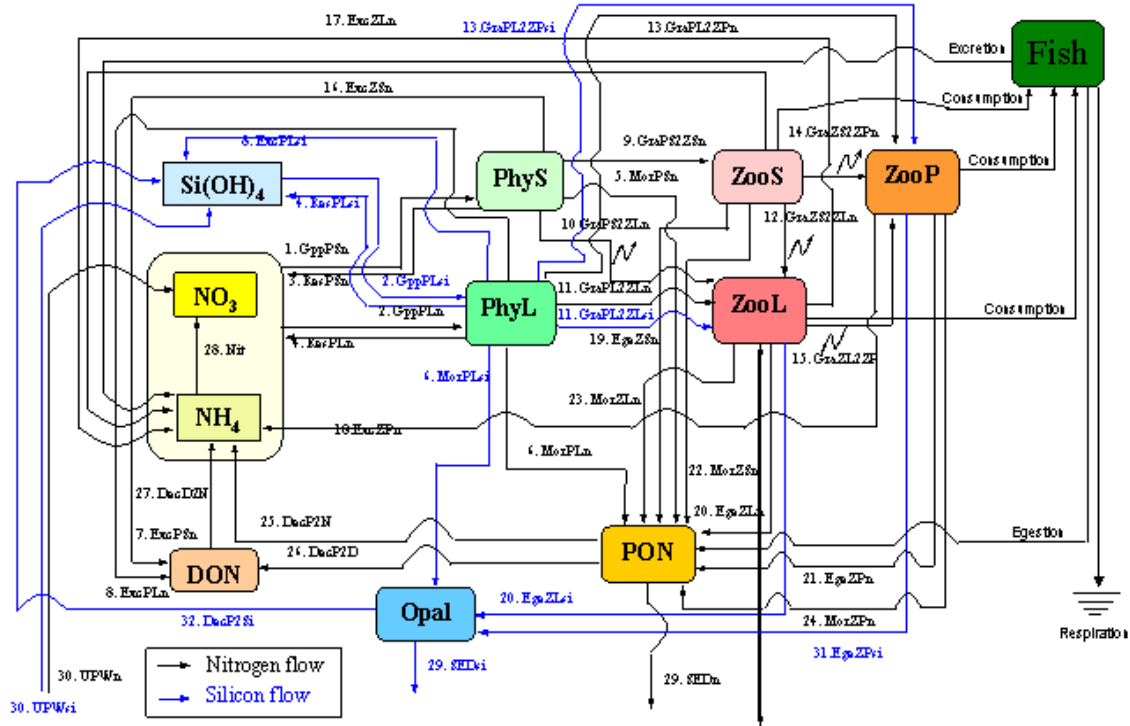 17. ExcZLn
13.GraPL2ZPsi
13.GraPL2ZPn
Excretion
Fish
16. ExcZSn
Consumption
8. ExcPLsi
9. GraPS2ZSn
14.GraZS2ZPn
Si(OH)4
PhyS
5. MorPSn
ZooS
Consumption
ZooP
4. ResPLsi
10.GraPS2ZLn
12.GraZS2ZLn
1. GppPSn
3. ResPSn
2. GppPLsi
NO3
PhyL
11.GraPL2ZLn
ZooL
Consumption
2.GppPLn
11.GraPL2ZLsi
28. Nit
4. ResPLn
19. EgeZSn
15. GraZL2ZP
6. MorPLsi
23. MorZLn
NH4
18.ExcZPn
6. MorPLn
22. MorZSn
27. DecD2N
20. EgeZLn
25. DecP2N
7. ExcPSn
PON
Egestion
26. DecP2D
DON
21. EgeZPn
8. ExcPLn
Opal
20. EgeZLsi
32. DecP2Si
24. MorZPn
Respiration
31.EgeZPsi
Nitrogen flow
29. SEDsi
29. SEDn
30. UPWn
Silicon flow
30. UPWsi